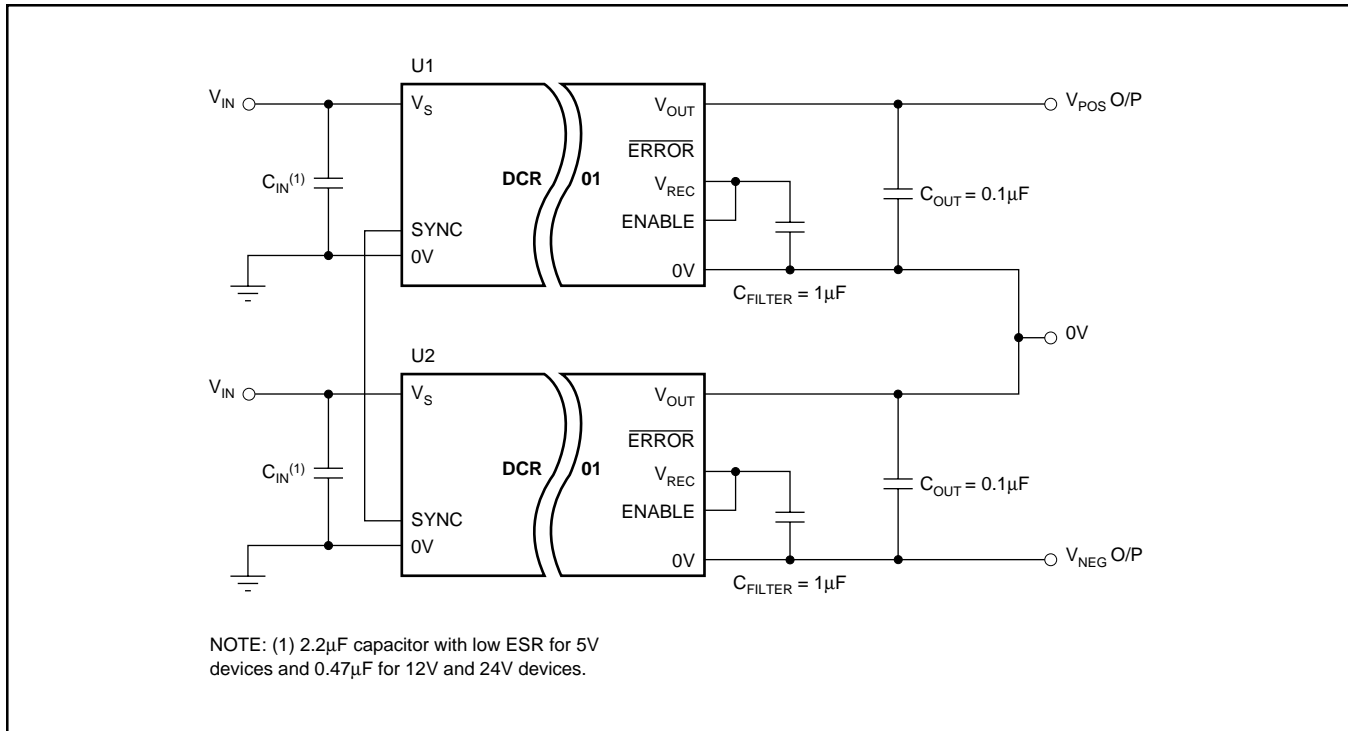 U1
V_IN
V_S
V_OUT
V_POS O/P
ERROR
C_IN(1)
DCR
01
V_REC
C_OUT = 0.1μF
ENABLE
SYNC
0V
0V
C_FILTER = 1μF
0V
U2
V_IN
V_S
V_OUT
ERROR
C_IN(1)
DCR
01
V_REC
C_OUT = 0.1μF
ENABLE
SYNC
0V
0V
V_NEG O/P
C_FILTER = 1μF
NOTE: (1) 2.2μF capacitor with low ESR for 5V
devices and 0.47μF for 12V and 24V devices.